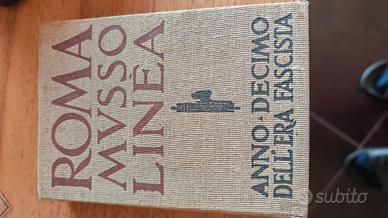 ROMA
MVSSO
LINEA
ANNO·DECIMO
DELL'ERA FASCISTA
subito